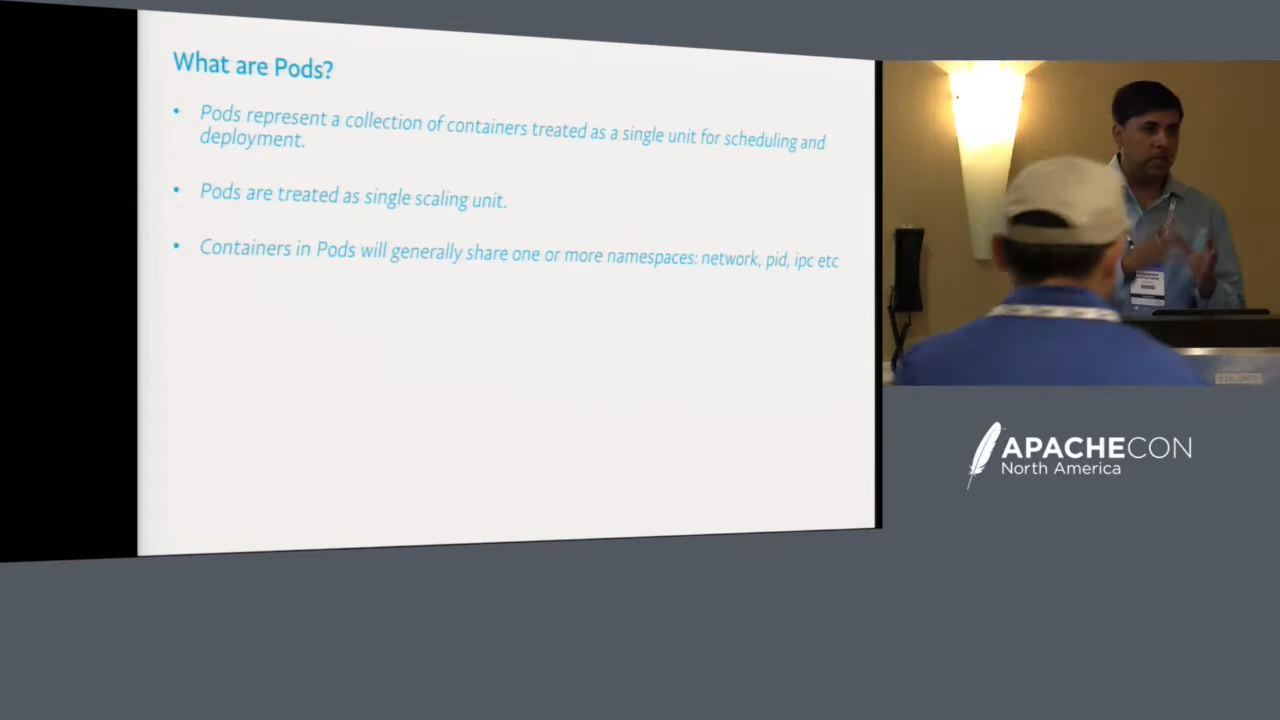 What are Pods?
• Pods represent a collection of containers treated as a single unit for scheduling and
deployment.
• Pods are treated as single scaling unit.
• Containers in Pods will generally share one or more namespaces: network, pid, ipc etc
APACHECON
North America